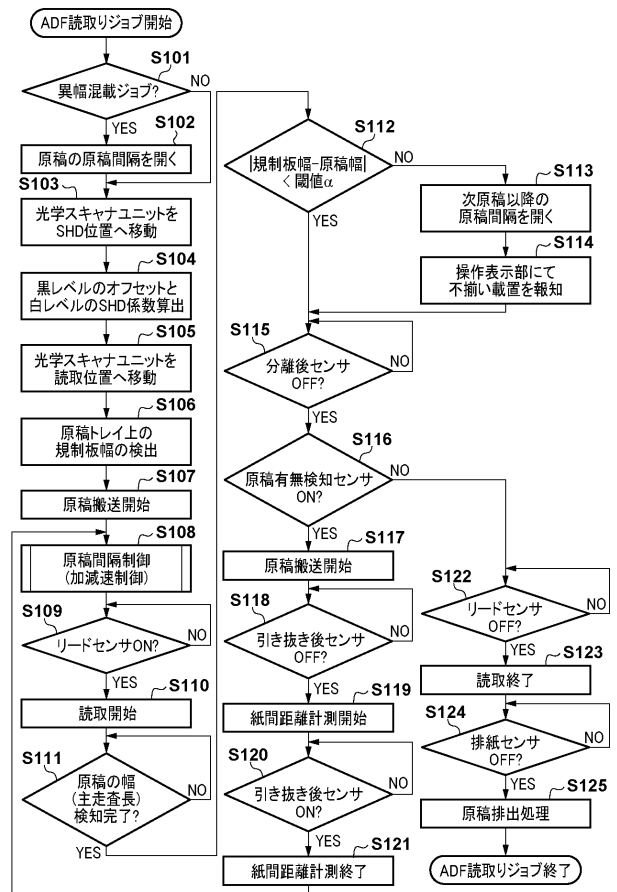 ADF読取りジョブ開始
S101
異幅混載ジョブ?
NO
YES
S102
原稿の原稿間隔を開く
S103
光学スキャナユニットを
SHD位置へ移動
S104
黒レベルのオフセットと
白レベルのSHD係数算出
S105
光学スキャナユニットを
読取位置へ移動
S106
原稿トレイ上の
規制板幅の検出
S107
原稿搬送開始
S108
原稿間隔制御
(加減速制御)
S109
リードセンサON?
NO
YES
S110
読取開始
S111
原稿の幅
(主走査長)
検知完了?
NO
YES
S112
|規制板幅-原稿幅|
< 閾値α
NO
YES
S113
次原稿以降の
原稿間隔を開く
S114
操作表示部にて
不揃い載置を報知
S115
分離後センサ
OFF?
NO
YES
S116
原稿有無検知センサ
ON?
NO
YES
S117
原稿搬送開始
S118
引き抜き後センサ
OFF?
NO
YES
S119
紙間距離計測開始
S120
引き抜き後センサ
ON?
NO
YES
S121
紙間距離計測終了
S122
リードセンサ
OFF?
NO
YES
S123
読取終了
S124
排紙センサ
OFF?
NO
YES
S125
原稿排出処理
ADF読取りジョブ終了